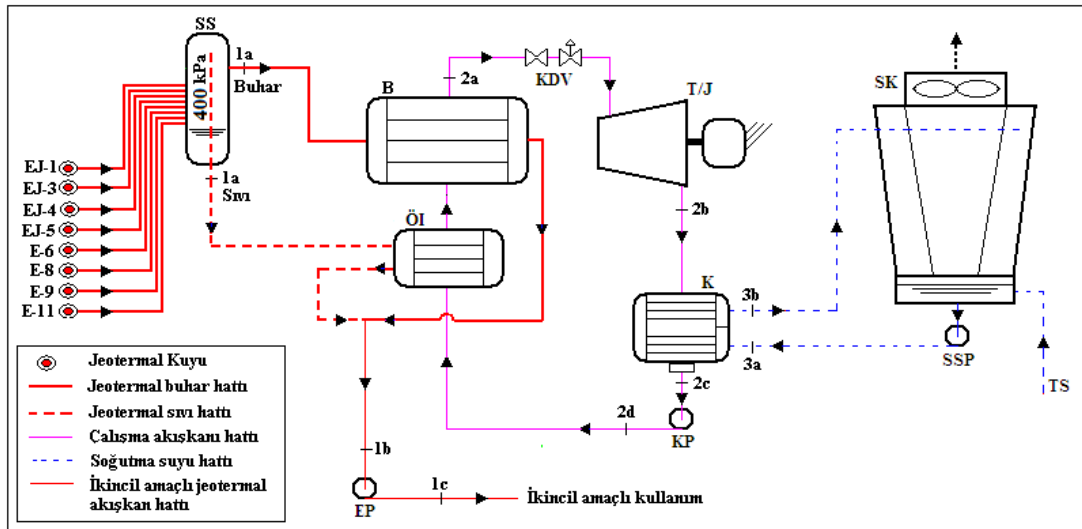 SS
400 kPa
1a
Buhar
1a
Sıvı
EJ-1
EJ-3
EJ-4
EJ-5
E-6
E-8
E-9
E-11
B
2a
ÖI
KDV
T/J
2b
K
3b
3a
2c
KP
2d
SK
SSP
TS
1b
EP
1c
İkincil amaçlı kullanım
Jeotermal Kuyu
Jeotermal buhar hattı
Jeotermal sıvı hattı
Çalışma akışkanı hattı
Soğutma suyu hattı
İkincil amaçlı jeotermal
akışkan hattı